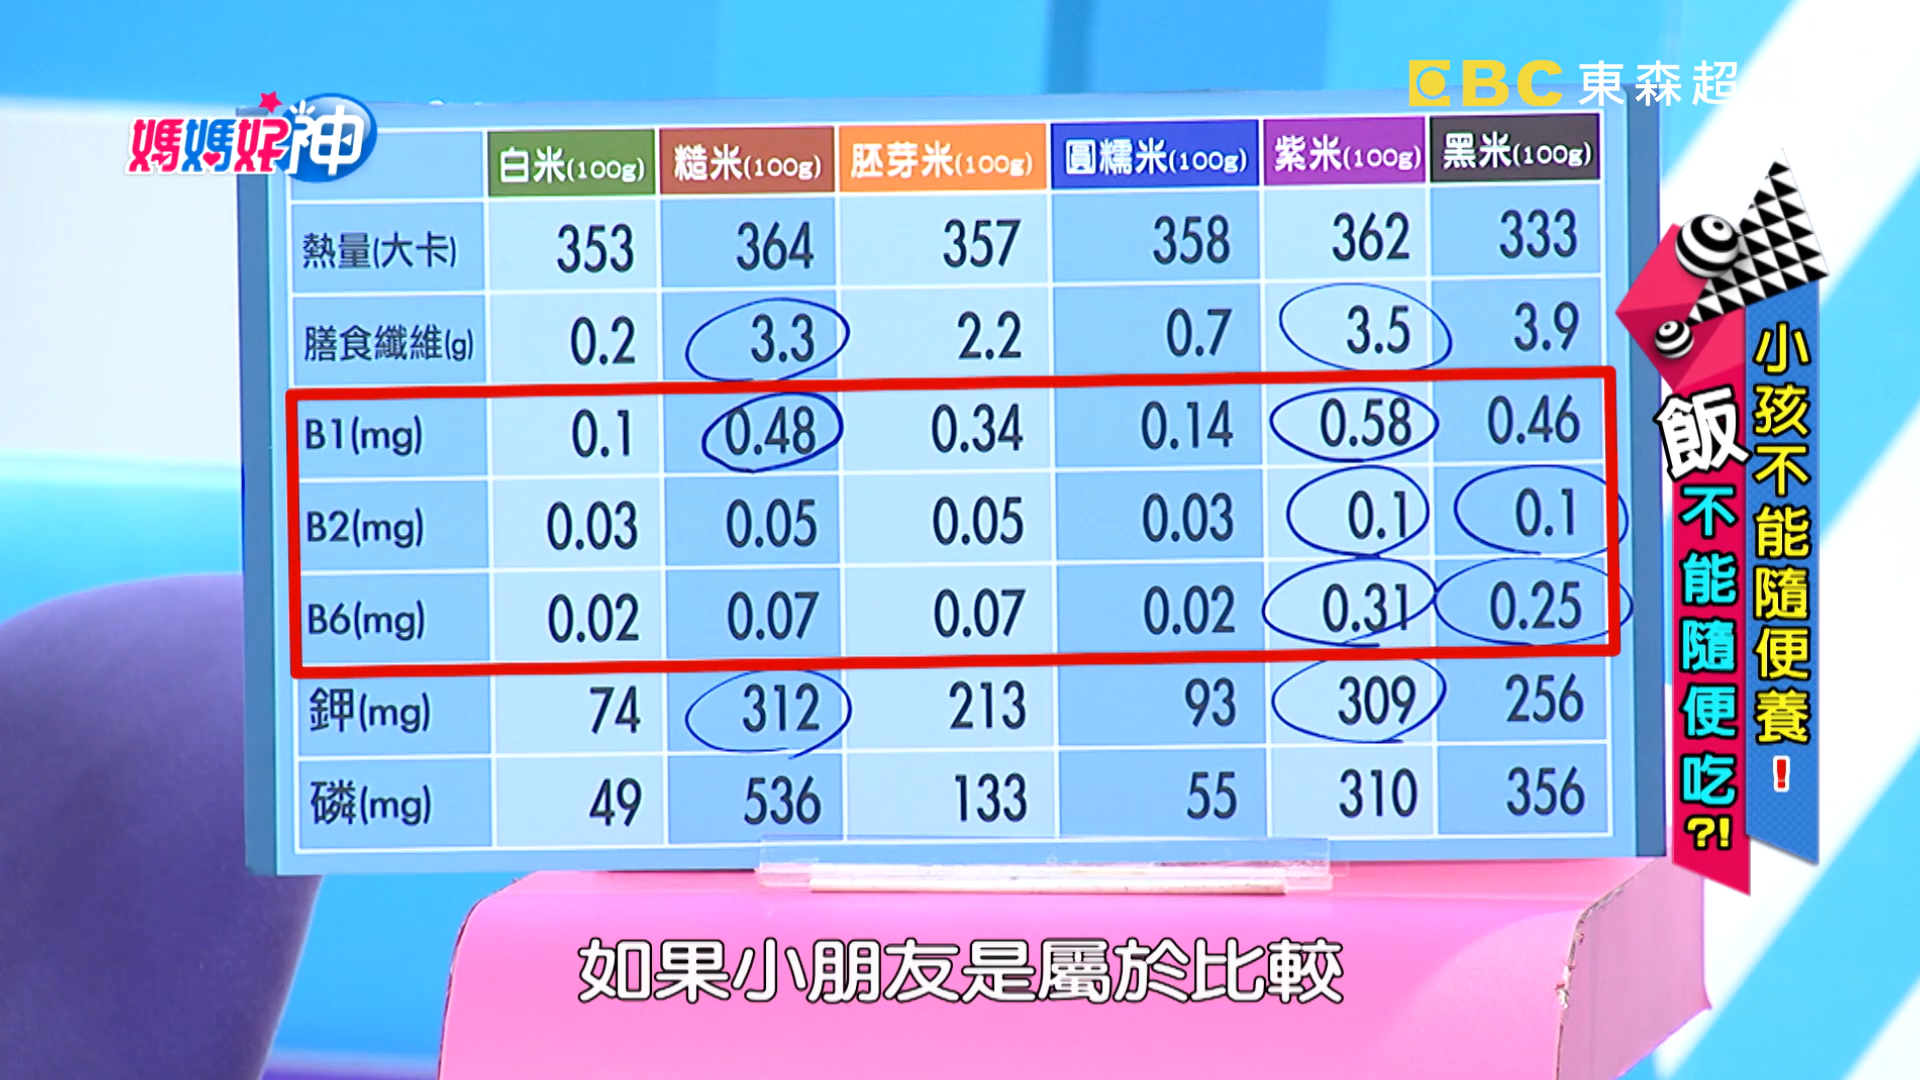 媽媽好神
EBC 東森超
白米(100g) 糙米(100g) 胚芽米(100g) 圓糯米(100g) 紫米(100g) 黑米(100g)
熱量(大卡) 353 364 357 358 362 333
膳食纖維(g) 0.2 3.3 2.2 0.7 3.5 3.9
B1(mg) 0.1 0.48 0.34 0.14 0.58 0.46
B2(mg) 0.03 0.05 0.05 0.03 0.1 0.1
B6(mg) 0.02 0.07 0.07 0.02 0.31 0.25
鉀(mg) 74 312 213 93 309 256
磷(mg) 49 536 133 55 310 356
小孩不能隨便養!
飯不能隨便吃?!
如果小朋友是屬於比較